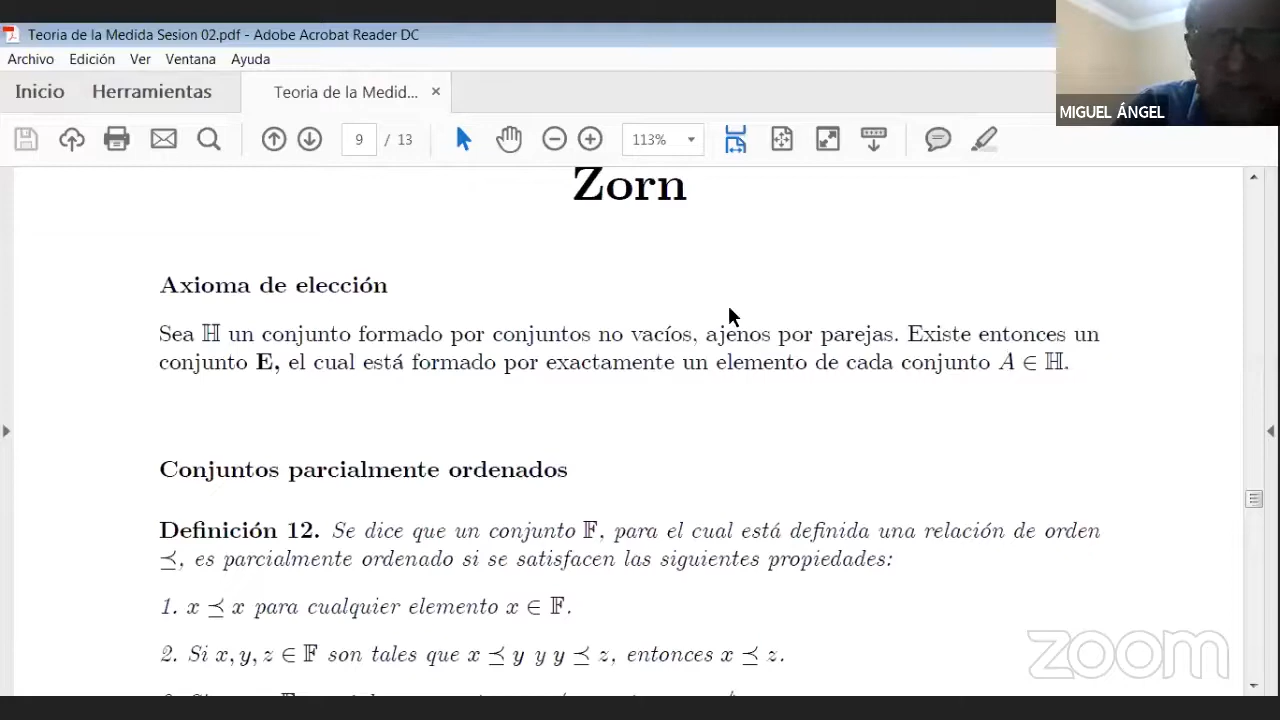 Teoria de la Medida Sesion 02.pdf - Adobe Acrobat Reader DC
Archivo Edición Ver Ventana Ayuda
Inicio Herramientas Teoria de la Medid... ×
9 / 13 113%
MIGUEL ÁNGEL
Zorn
Axioma de elección
Sea ℍ un conjunto formado por conjuntos no vacíos, ajenos por parejas. Existe entonces un
conjunto E, el cual está formado por exactamente un elemento de cada conjunto A ∈ ℍ.
Conjuntos parcialmente ordenados
Definición 12. Se dice que un conjunto 𝔽, para el cual está definida una relación de orden
⪯, es parcialmente ordenado si se satisfacen las siguientes propiedades:
1. x ⪯ x para cualquier elemento x ∈ 𝔽.
2. Si x, y, z ∈ 𝔽 son tales que x ⪯ y y y ⪯ z, entonces x ⪯ z.
zoom